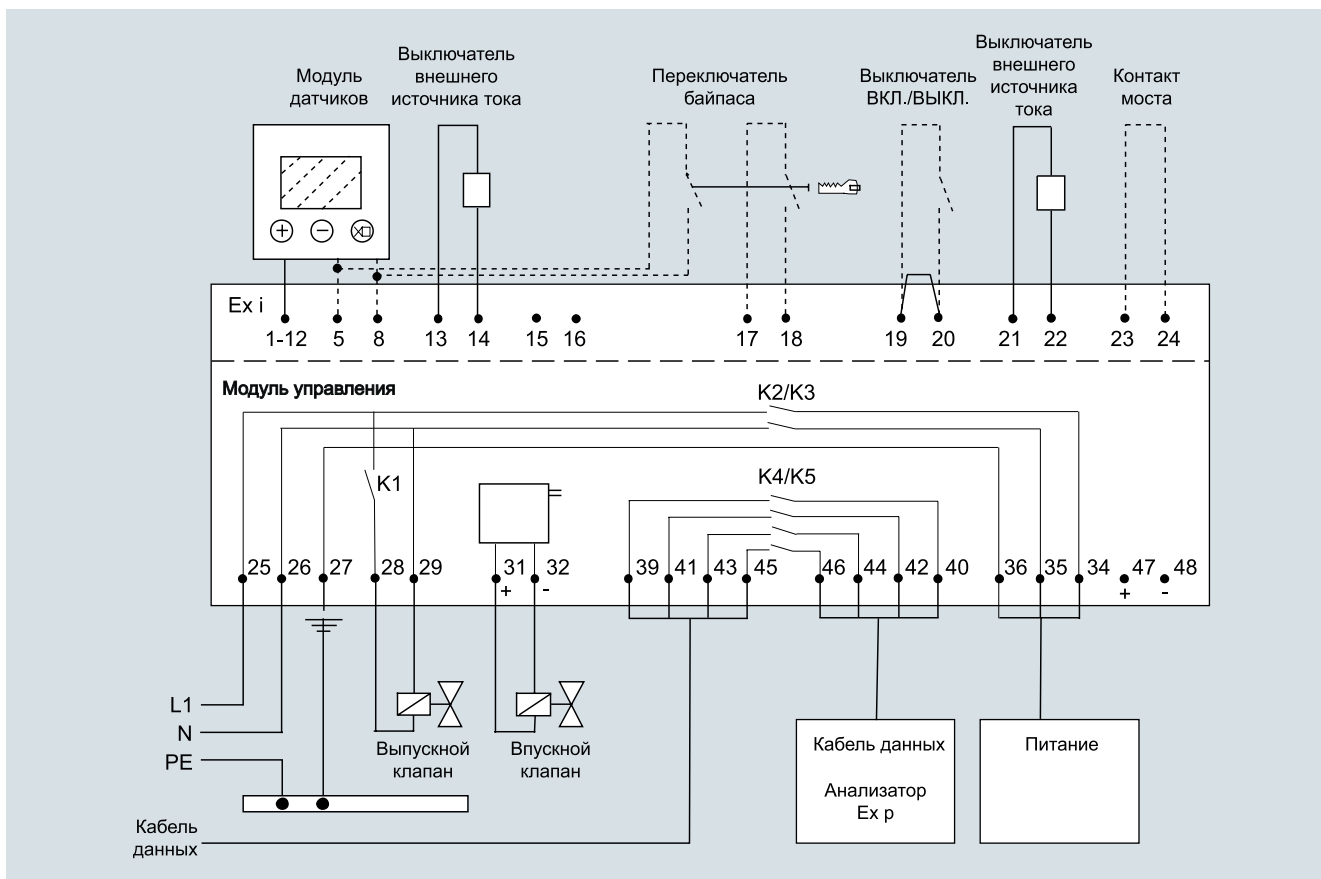 Модуль
датчиков
Выключатель
внешнего
источника тока
Переключатель
байпаса
Выключатель
ВКЛ./ВЫКЛ.
Выключатель
внешнего
источника
тока
Контакт
моста
+ − X
Ex i
1-12 5 8 13 14 15 16 17 18 19 20 21 22 23 24
Модуль управления
K2/K3
K1
K4/K5
25 26 27 28 29 31 32 39 41 43 45 46 44 42 40 36 35 34 47 48
+ - + -
L1
N
PE
Выпускной
клапан
Впускной
клапан
Кабель данных
Анализатор
Ex p
Питание
Кабель
данных